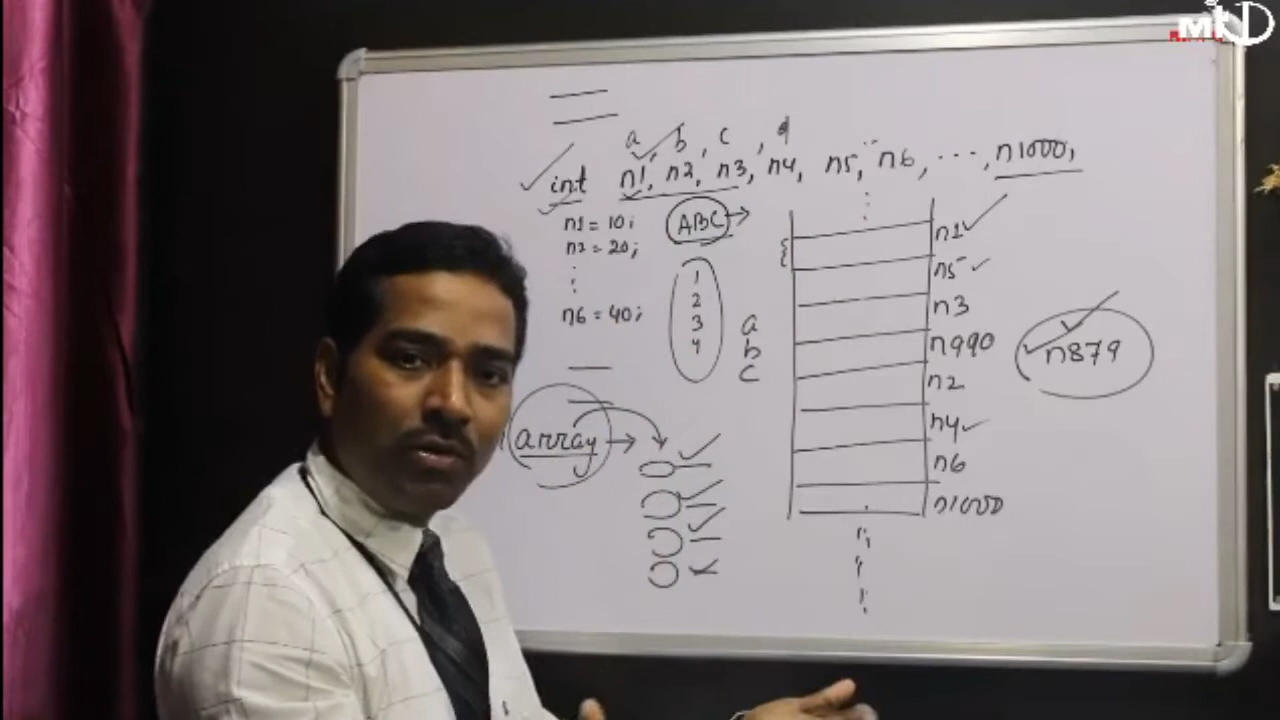 a, b, c, d
int n1, n2, n3, n4, n5, n6, ..., n1000,
n1 = 10;
n2 = 20;
n6 = 40;
ABC →
1
2
3
4
a
b
c
array →
n1
n5
n3
n990
n2
n4
n6
n1000
n879